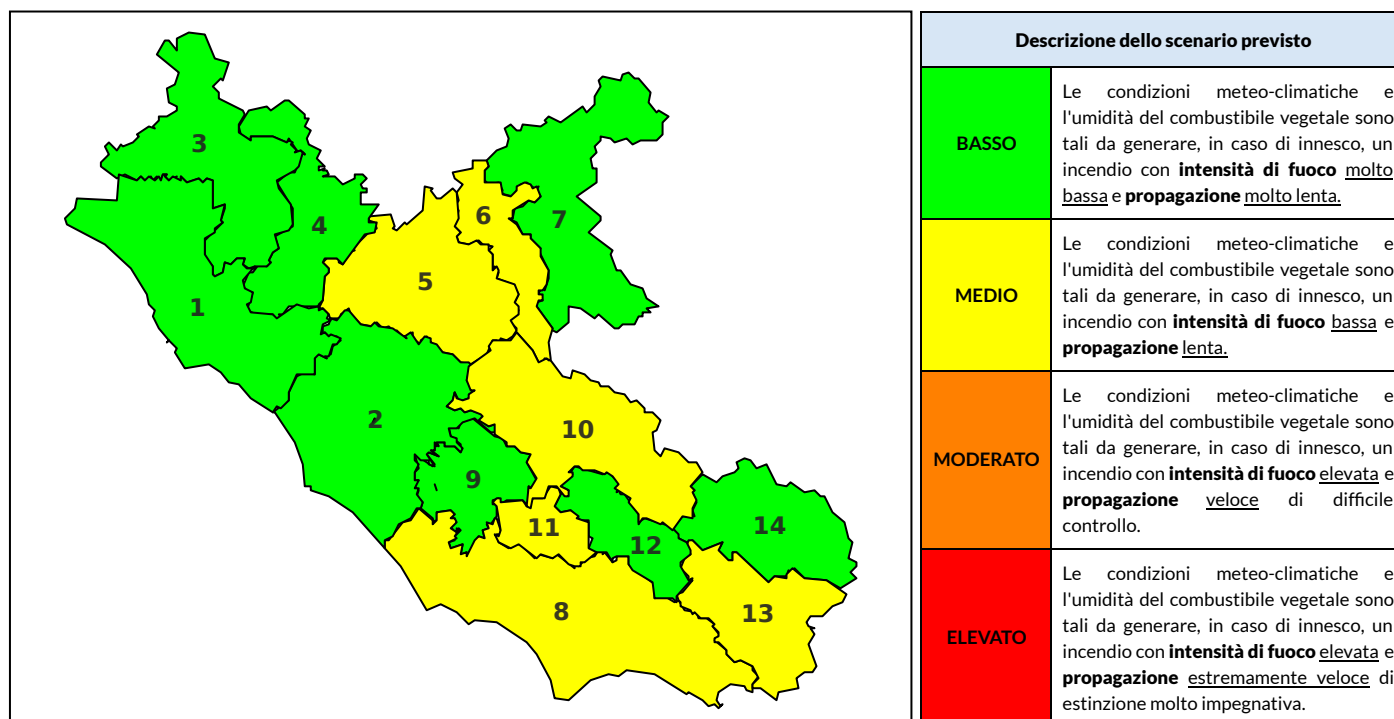 3
4
6
7
5
1
2
10
9
11
12
14
8
13
Descrizione dello scenario previsto
BASSO
Le condizioni meteo-climatiche e
l'umidità del combustibile vegetale sono
tali da generare, in caso di innesco, un
incendio con intensità di fuoco molto
bassa e propagazione molto lenta.
MEDIO
Le condizioni meteo-climatiche e
l'umidità del combustibile vegetale sono
tali da generare, in caso di innesco, un
incendio con intensità di fuoco bassa e
propagazione lenta.
MODERATO
Le condizioni meteo-climatiche e
l'umidità del combustibile vegetale sono
tali da generare, in caso di innesco, un
incendio con intensità di fuoco elevata e
propagazione veloce di difficile
controllo.
ELEVATO
Le condizioni meteo-climatiche e
l'umidità del combustibile vegetale sono
tali da generare, in caso di innesco, un
incendio con intensità di fuoco elevata e
propagazione estremamente veloce di
estinzione molto impegnativa.